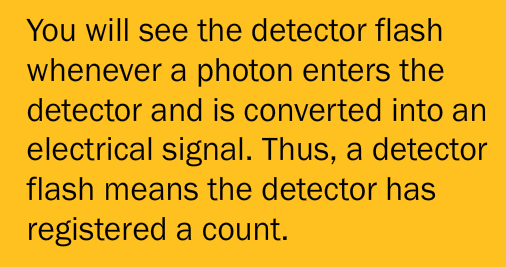 You will see the detector flash
whenever a photon enters the
detector and is converted into an
electrical signal. Thus, a detector
flash means the detector has
registered a count.